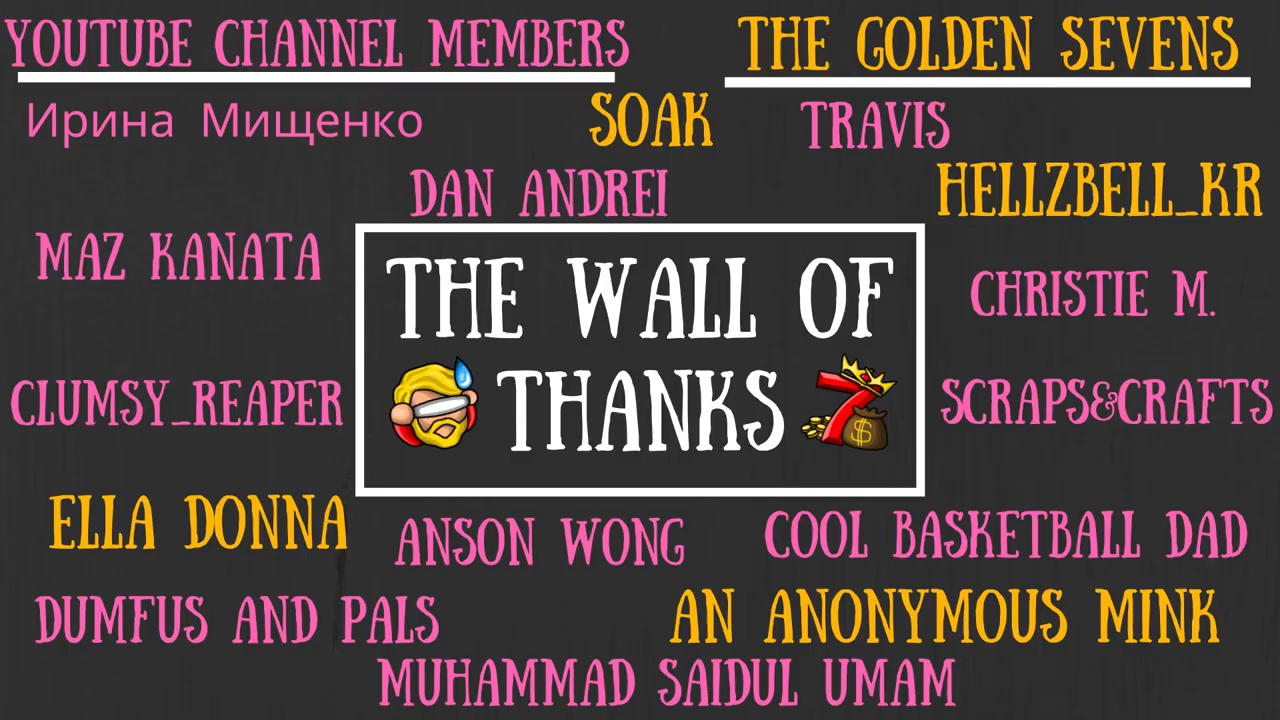 YOUTUBE CHANNEL MEMBERS
THE GOLDEN SEVENS
Ирина Мищенко
SOAK
TRAVIS
DAN ANDREI
HELLZBELL_KR
MAZ KANATA
THE WALL OF
THANKS
CHRISTIE M.
CLUMSY_REAPER
SCRAPS&CRAFTS
ELLA DONNA
ANSON WONG
COOL BASKETBALL DAD
DUMFUS AND PALS
AN ANONYMOUS MINK
MUHAMMAD SAIDUL UMAM